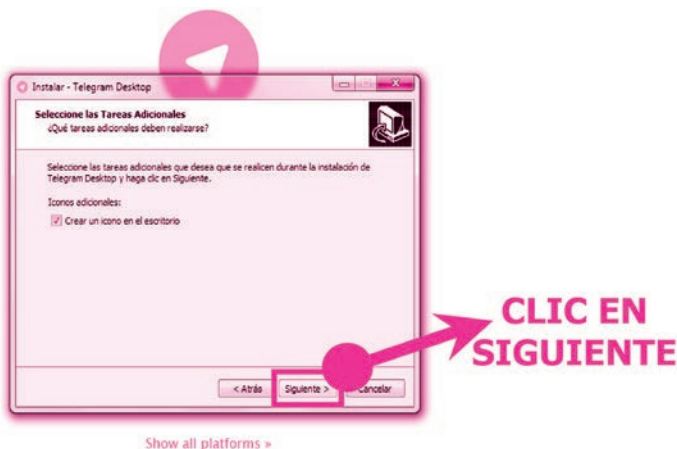 Instalar - Telegram Desktop
Seleccione las Tareas Adicionales
¿Qué tareas adicionales deben realizarse?
Seleccione las tareas adicionales que desea que se realicen durante la instalación de
Telegram Desktop y haga clic en Siguiente.
Iconos adicionales:
Crear un icono en el escritorio
CLIC EN
SIGUIENTE
< Atrás Siguiente > Cancelar
Show all platforms »